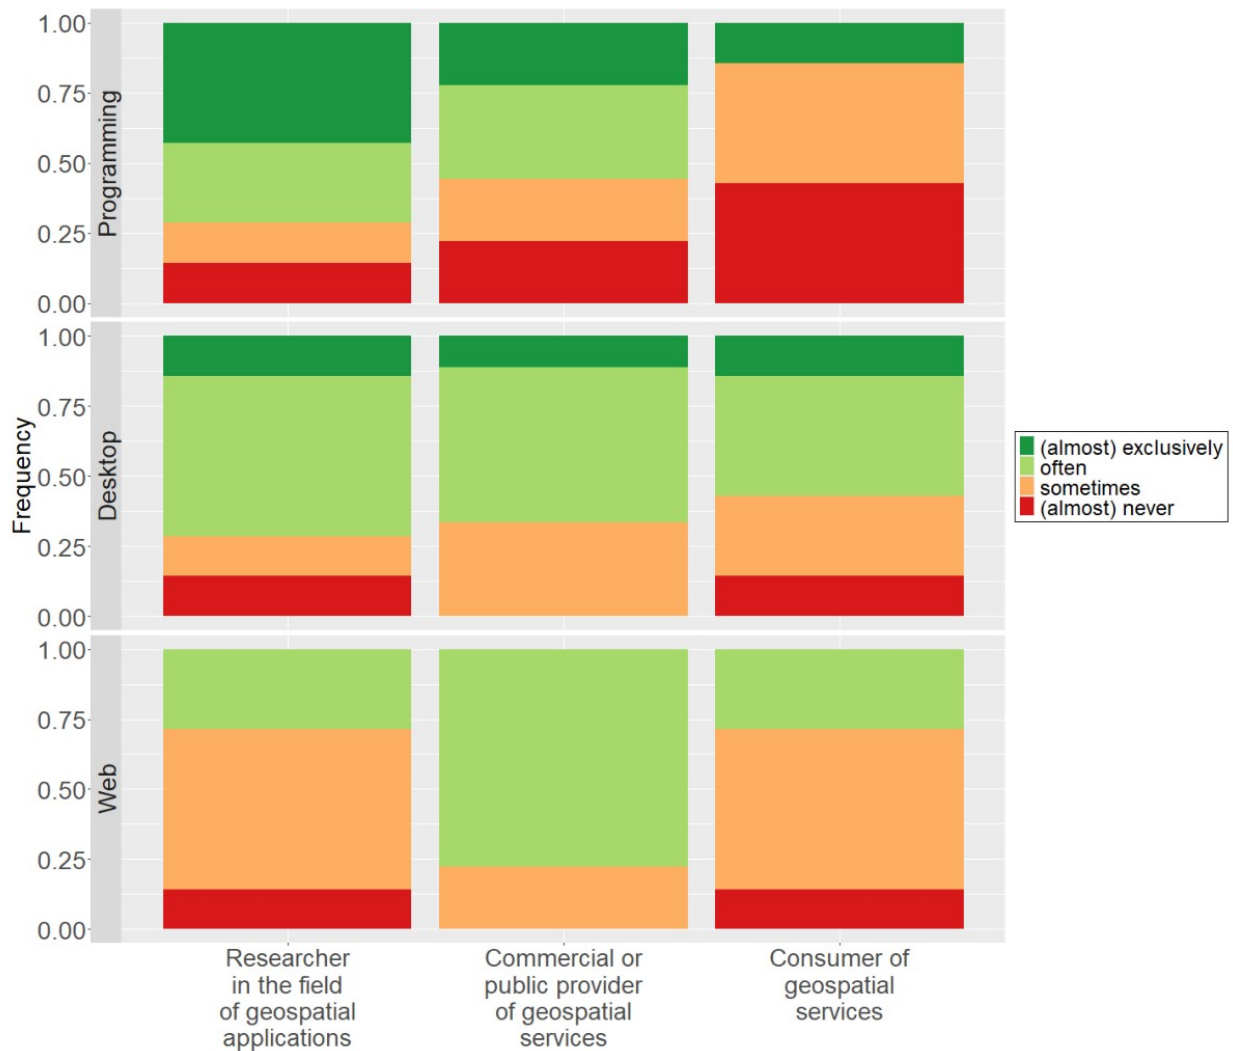 Frequency
Programming
1.00
0.75
0.50
0.25
0.00
Desktop
1.00
0.75
0.50
0.25
0.00
Web
1.00
0.75
0.50
0.25
0.00
Researcher
in the field
of geospatial
applications
Commercial or
public provider
of geospatial
services
Consumer of
geospatial
services
(almost) exclusively
often
sometimes
(almost) never